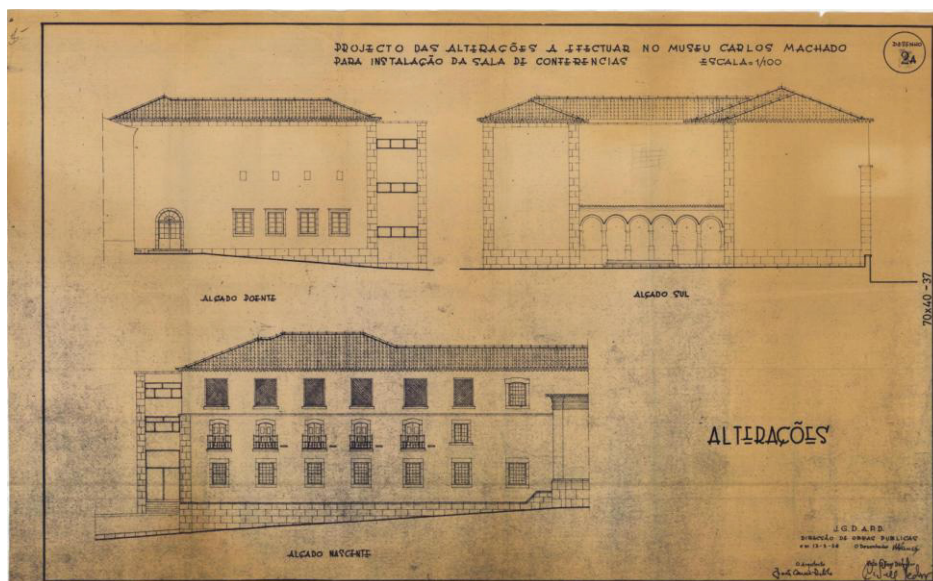 PROJECTO DAS ALTERAÇÕES A EFECTUAR NO MUSEU CARLOS MACHADO
PARA INSTALAÇÃO DA SALA DE CONFERENCIAS ESCALA=1/100
DESENHO
2A
ALÇADO POENTE
ALÇADO SUL
70x40-37
ALTERAÇÕES
ALÇADO NASCENTE
J.G.D.A.P.D.
DIRECÇÃO DE OBRAS PUBLICAS